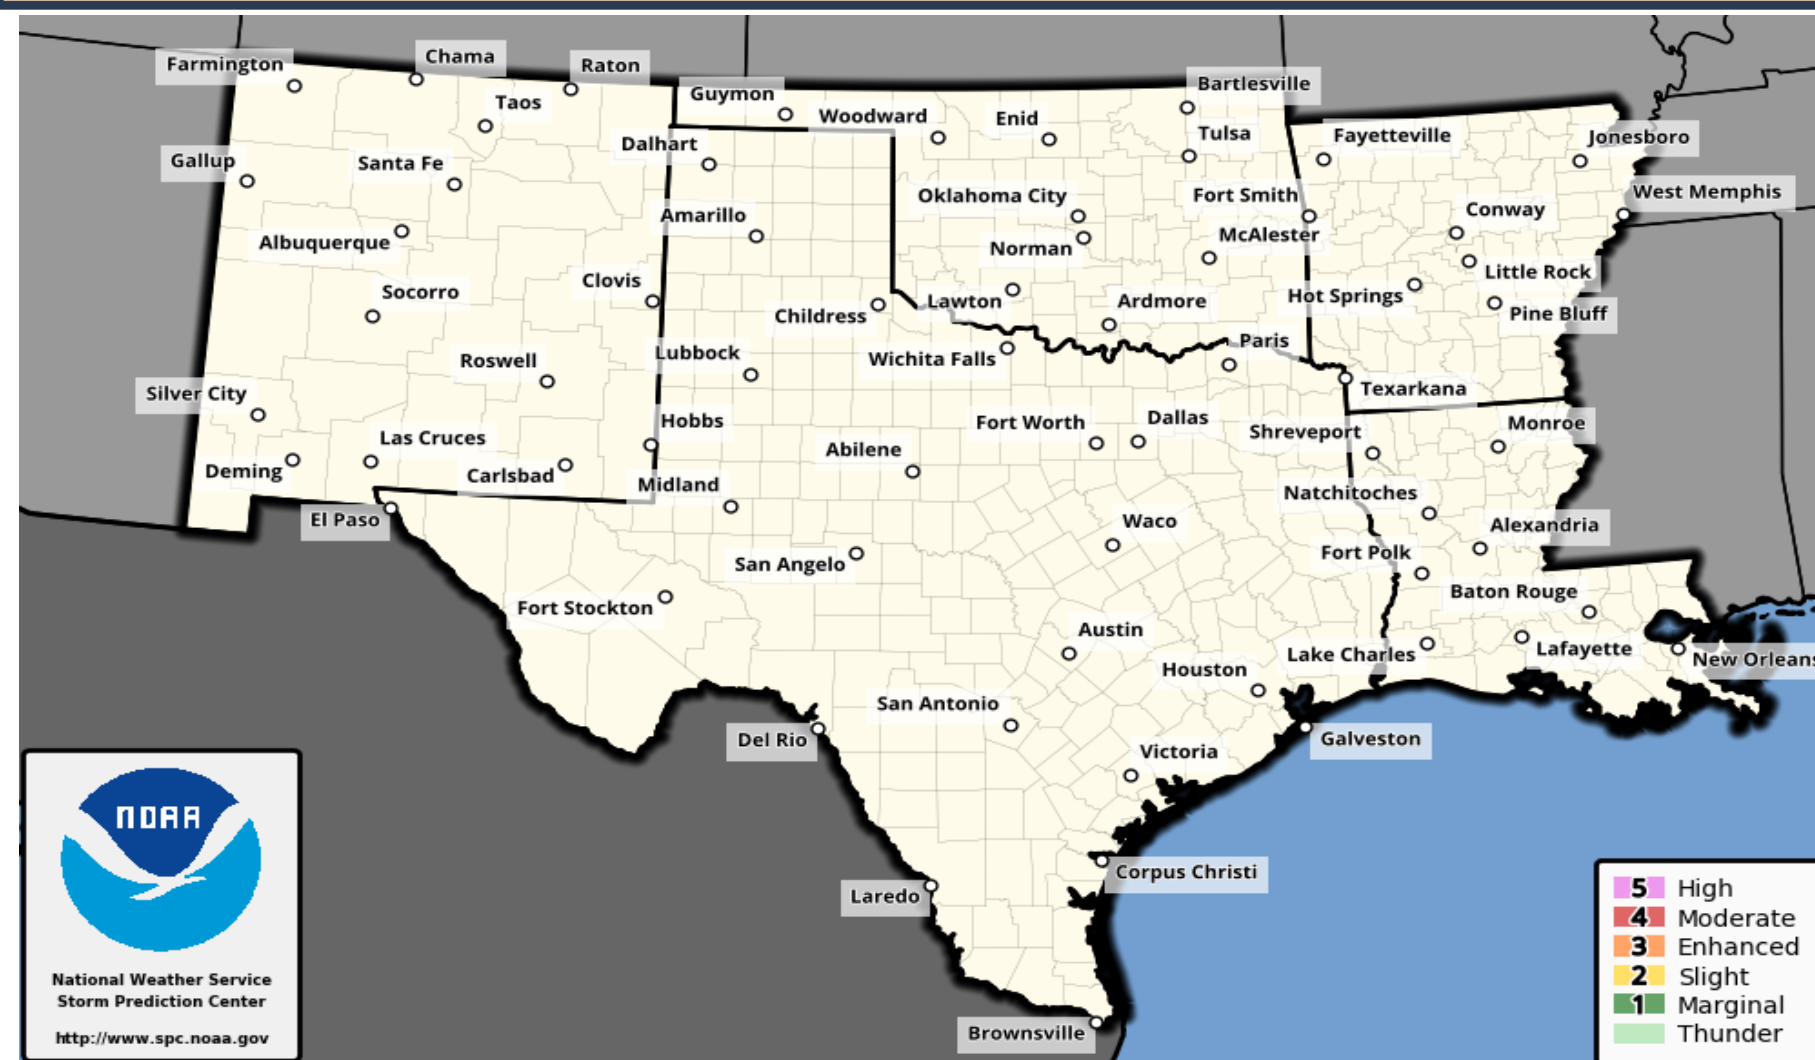 Farmington
Chama
Raton
Guymon
Bartlesville
Taos
Woodward
Enid
Tulsa
Fayetteville
Jonesboro
Gallup
Santa Fe
Dalhart
Oklahoma City
Fort Smith
West Memphis
Albuquerque
Amarillo
Norman
McAlester
Conway
Socorro
Clovis
Childress
Lawton
Ardmore
Hot Springs
Little Rock
Pine Bluff
Roswell
Lubbock
Wichita Falls
Paris
Texarkana
Silver City
Las Cruces
Hobbs
Abilene
Fort Worth
Dallas
Shreveport
Monroe
Deming
Carlsbad
Midland
Natchitoches
El Paso
San Angelo
Waco
Fort Polk
Alexandria
Fort Stockton
Austin
Baton Rouge
Houston
Lake Charles
Lafayette
New Orleans
Del Rio
San Antonio
Victoria
Galveston
Laredo
Corpus Christi
Brownsville
NOAA
National Weather Service
Storm Prediction Center
http://www.spc.noaa.gov
5 High
4 Moderate
3 Enhanced
2 Slight
1 Marginal
Thunder